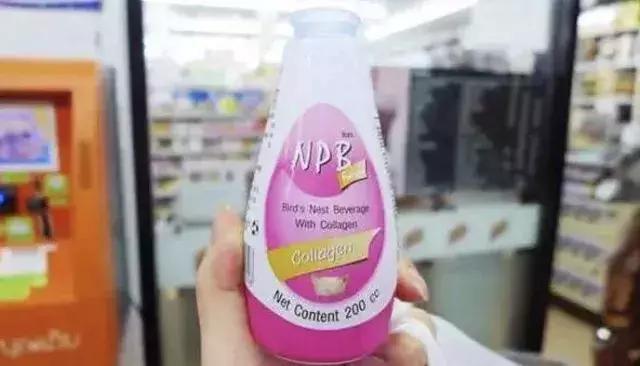 NPB
Bird's Nest Beverage
With Collagen
Collagen
Net Content 200 cc